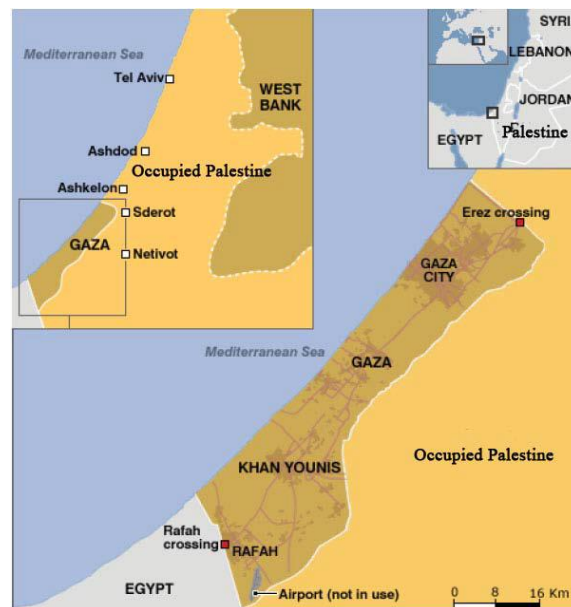 Mediterranean Sea
Tel Aviv
WEST
BANK
Ashdod
Occupied Palestine
Ashkelon
Sderot
GAZA
Netivot
SYRI
LEBANON
JORDAN
Palestine
EGYPT
Erez crossing
GAZA
CITY
Mediterranean Sea
GAZA
KHAN YOUNIS
Occupied Palestine
Rafah
crossing
RAFAH
EGYPT
Airport (not in use)
0 8 16 Km